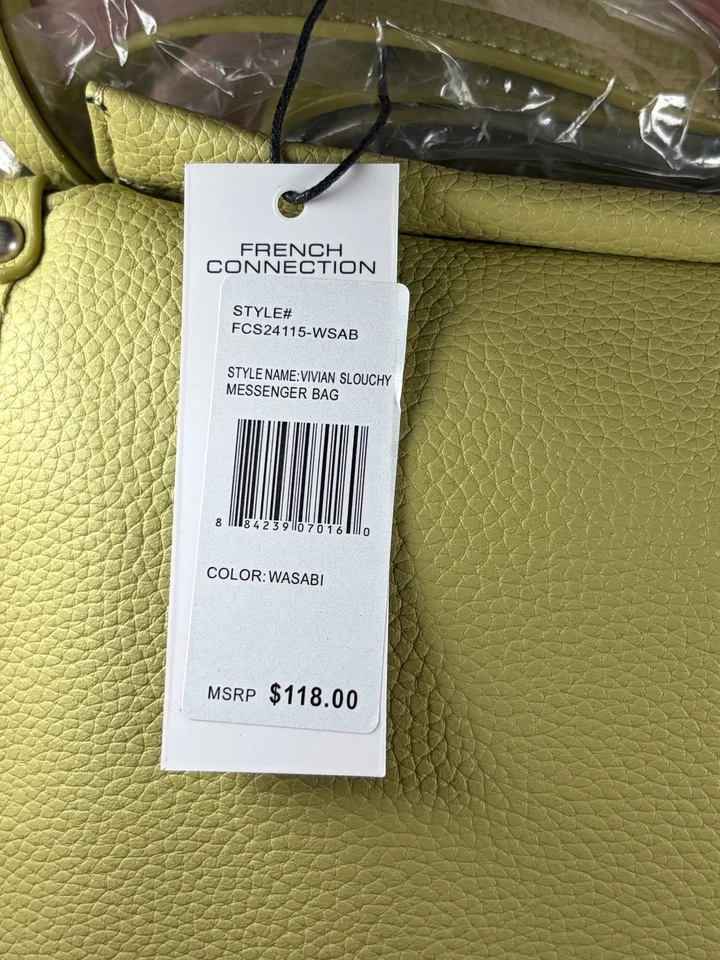 FRENCH
CONNECTION
STYLE#
FCS24115-WSAB
STYLE NAME:VIVIAN SLOUCHY
MESSENGER BAG
8 84239 07016 0
COLOR:WASABI
MSRP $118.00